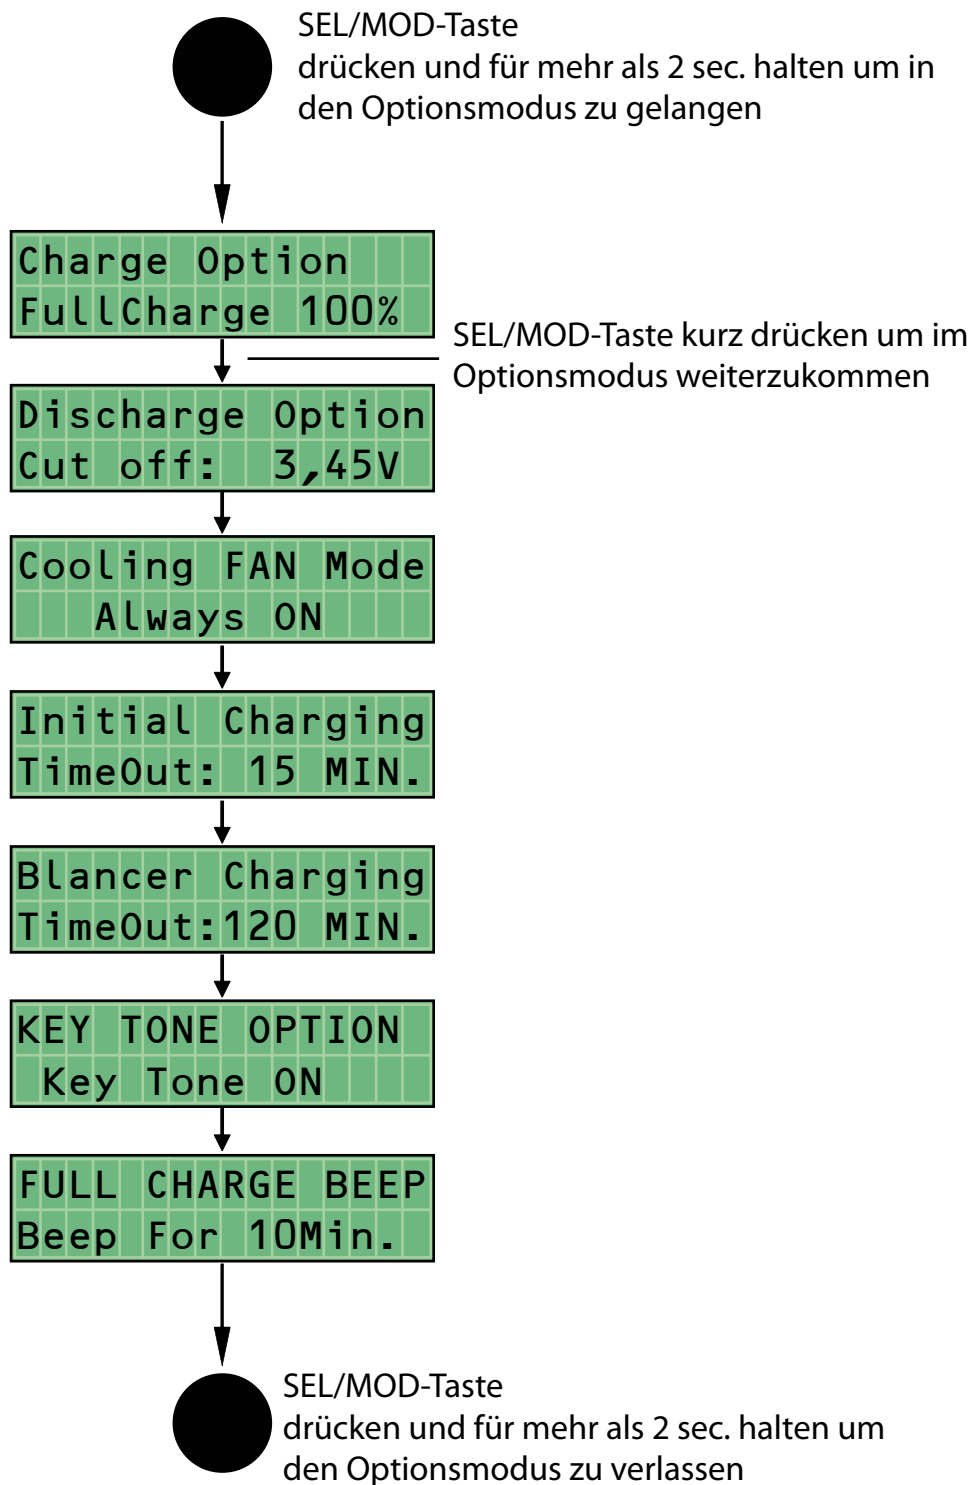 SEL/MOD-Taste
drücken und für mehr als 2 sec. halten um in
den Optionsmodus zu gelangen
Charge Option
FullCharge 100%
SEL/MOD-Taste kurz drücken um im
Optionsmodus weiterzukommen
Discharge Option
Cut off: 3,45V
Cooling FAN Mode
Always ON
Initial Charging
TimeOut: 15 MIN.
Blancer Charging
TimeOut:120 MIN.
KEY TONE OPTION
Key Tone ON
FULL CHARGE BEEP
Beep For 10Min.
SEL/MOD-Taste
drücken und für mehr als 2 sec. halten um
den Optionsmodus zu verlassen